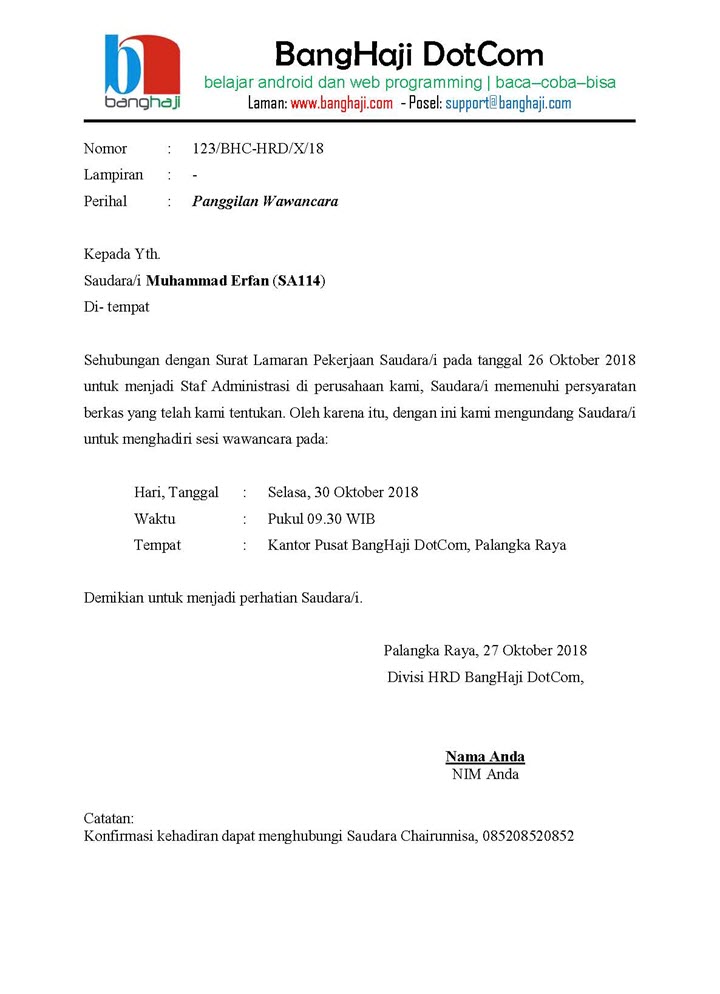 banghaji
BangHaji DotCom
belajar android dan web programming | baca–coba–bisa
Laman: www.banghaji.com - Posel: support@banghaji.com
Nomor : 123/BHC-HRD/X/18
Lampiran : -
Perihal : Panggilan Wawancara
Kepada Yth.
Saudara/i Muhammad Erfan (SA114)
Di- tempat
Sehubungan dengan Surat Lamaran Pekerjaan Saudara/i pada tanggal 26 Oktober 2018
untuk menjadi Staf Administrasi di perusahaan kami, Saudara/i memenuhi persyaratan
berkas yang telah kami tentukan. Oleh karena itu, dengan ini kami mengundang Saudara/i
untuk menghadiri sesi wawancara pada:
Hari, Tanggal : Selasa, 30 Oktober 2018
Waktu : Pukul 09.30 WIB
Tempat : Kantor Pusat BangHaji DotCom, Palangka Raya
Demikian untuk menjadi perhatian Saudara/i.
Palangka Raya, 27 Oktober 2018
Divisi HRD BangHaji DotCom,
Nama Anda
NIM Anda
Catatan:
Konfirmasi kehadiran dapat menghubungi Saudara Chairunnisa, 085208520852